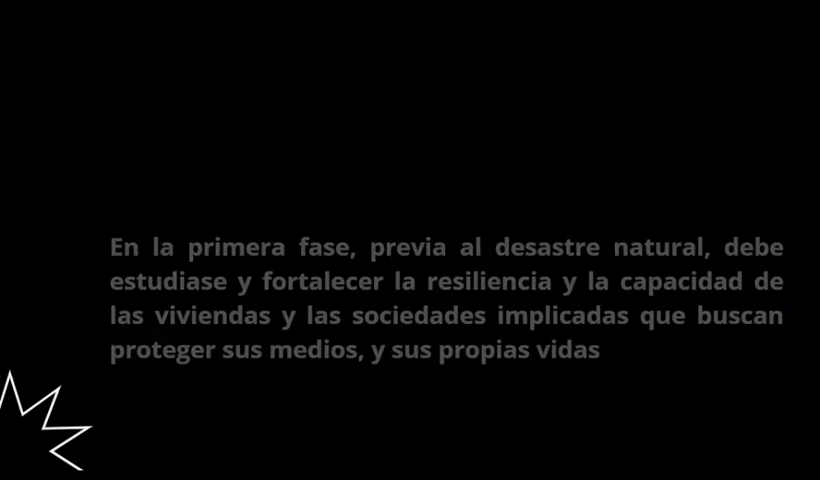 En la primera fase, previa al desastre natural, debe
estudiase y fortalecer la resiliencia y la capacidad de
las viviendas y las sociedades implicadas que buscan
proteger sus medios, y sus propias vidas